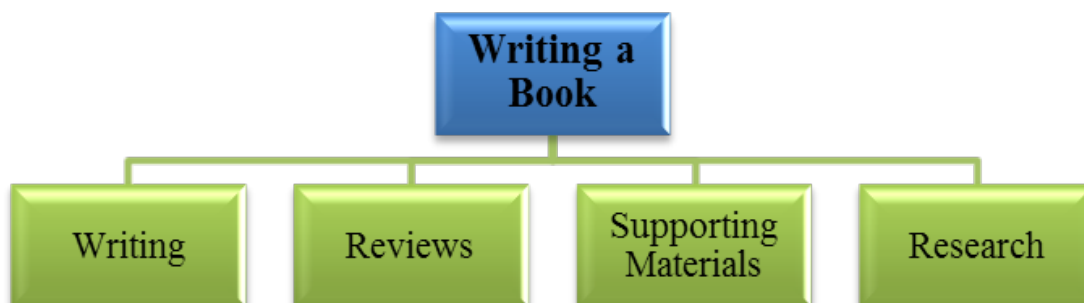 Writing a
Book
Writing
Reviews
Supporting
Materials
Research